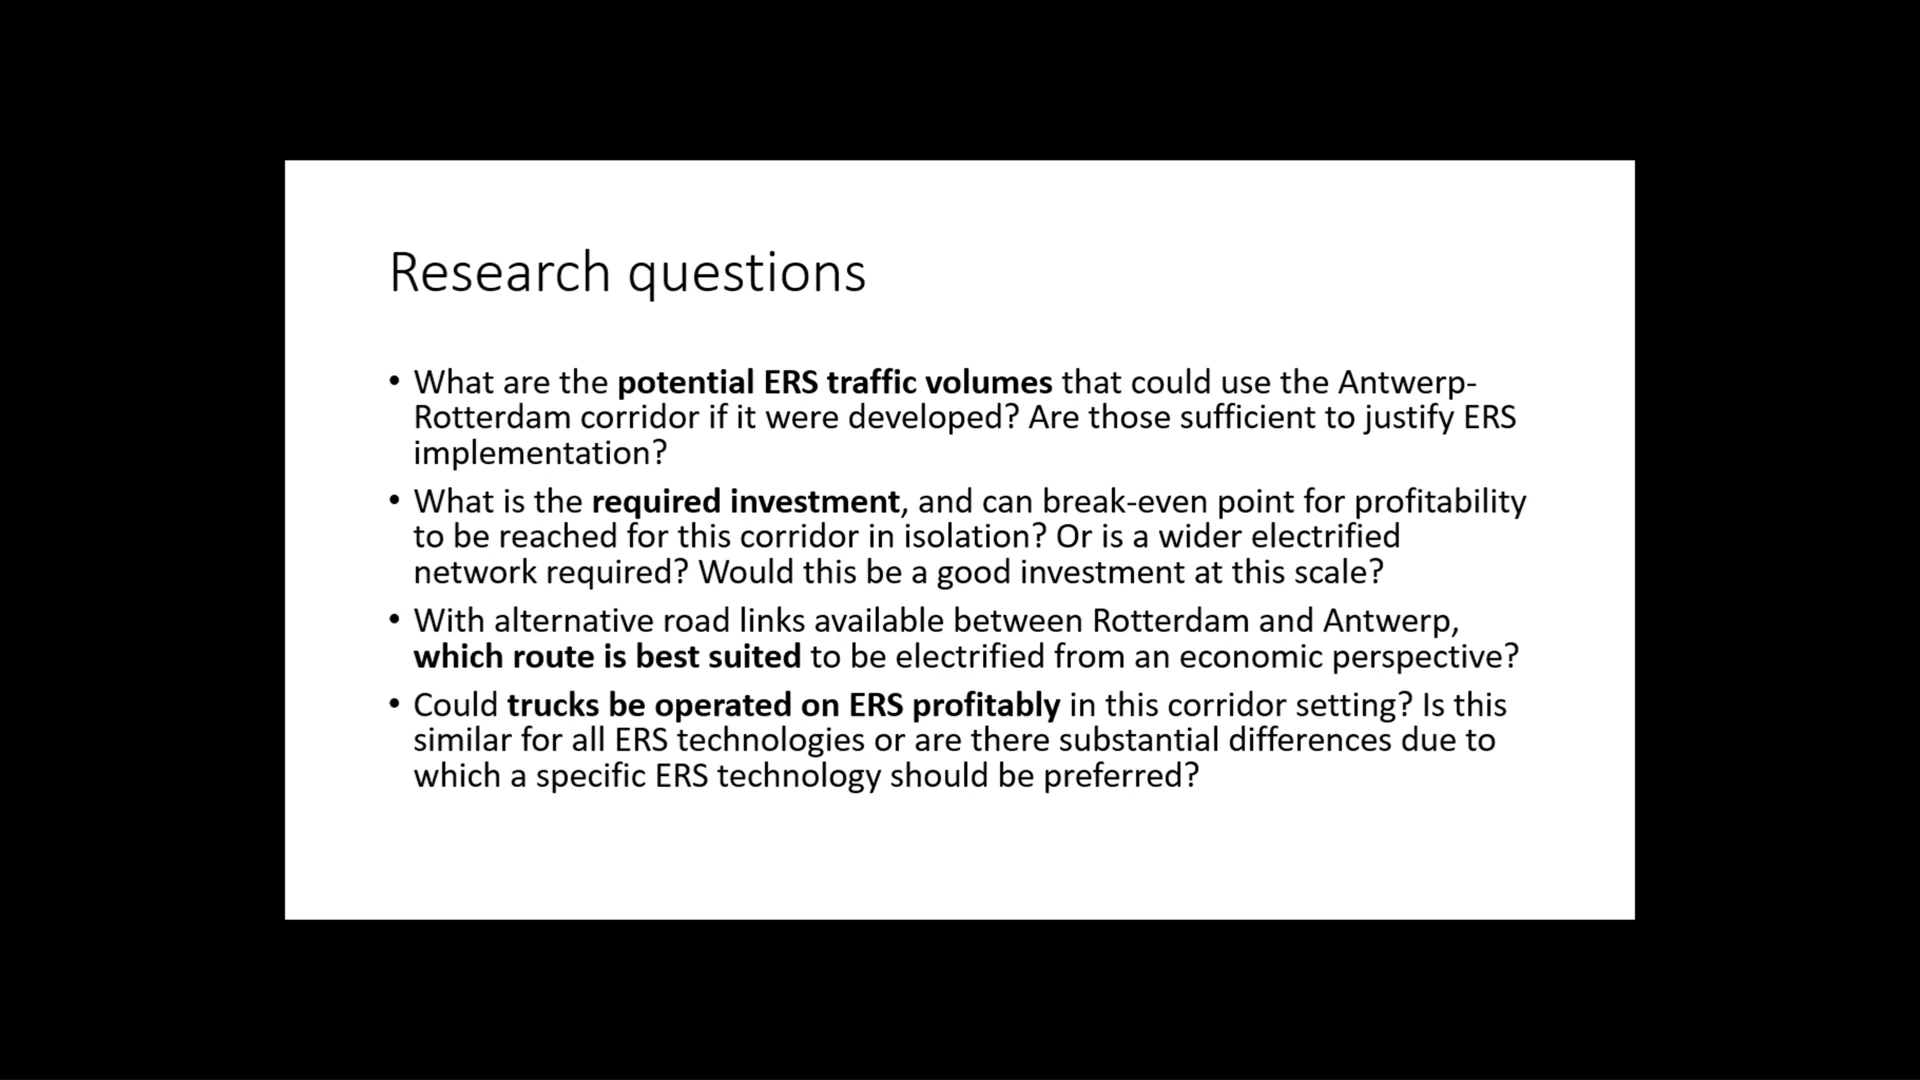 Research questions
• What are the potential ERS traffic volumes that could use the Antwerp-
Rotterdam corridor if it were developed? Are those sufficient to justify ERS
implementation?
• What is the required investment, and can break-even point for profitability
to be reached for this corridor in isolation? Or is a wider electrified
network required? Would this be a good investment at this scale?
• With alternative road links available between Rotterdam and Antwerp,
which route is best suited to be electrified from an economic perspective?
• Could trucks be operated on ERS profitably in this corridor setting? Is this
similar for all ERS technologies or are there substantial differences due to
which a specific ERS technology should be preferred?